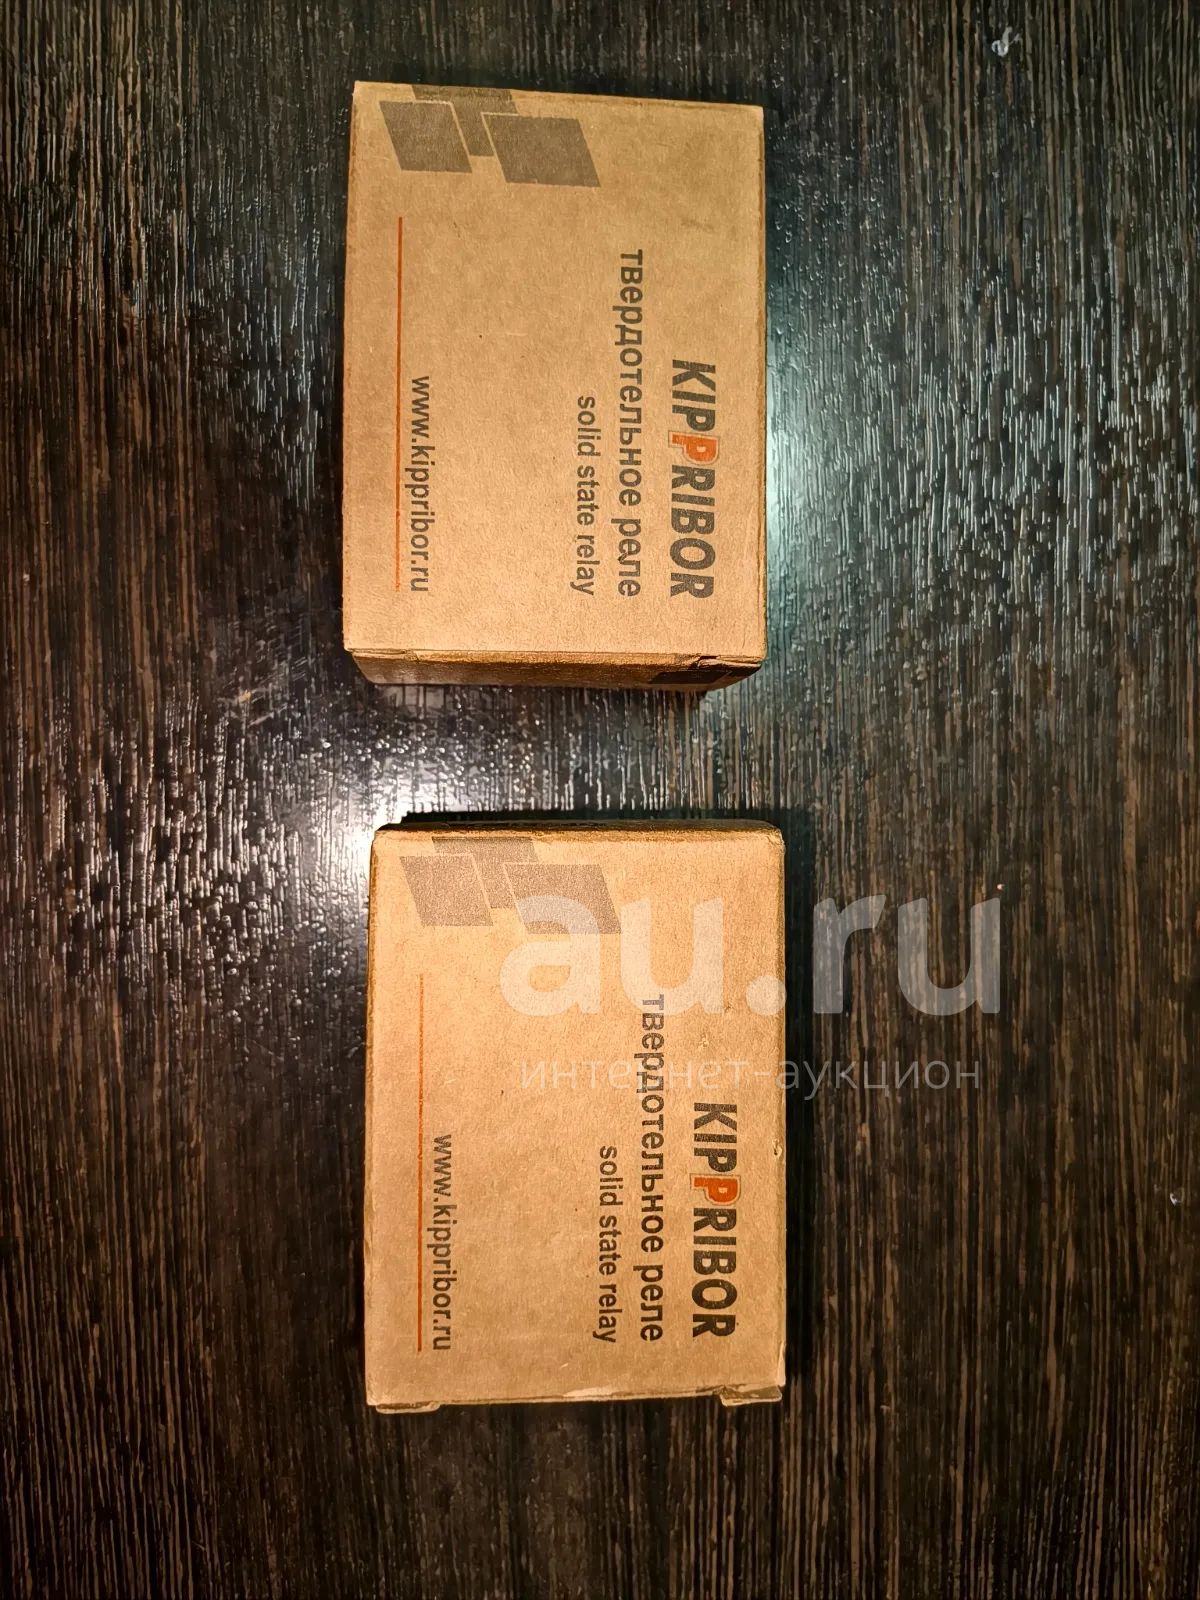 KIPPRIBOR
твердотельное реле
solid state relay
www.kippribor.ru
KIPPRIBOR
твердотельное реле
solid state relay
www.kippribor.ru
au.ru
интернет-аукцион